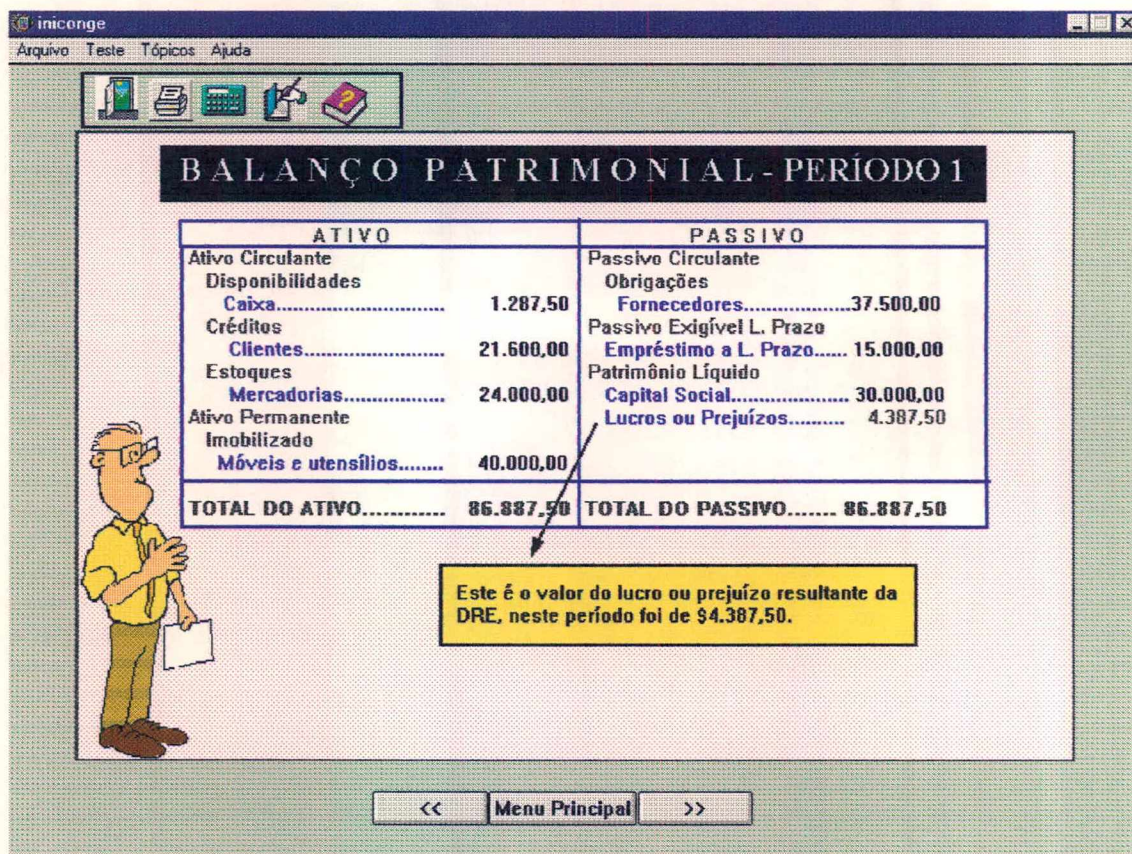 iniconge
Arquivo Teste Tópicos Ajuda
BALANÇO PATRIMONIAL - PERÍODO 1
ATIVO
Ativo Circulante
Disponibilidades
Caixa............................ 1.287,50
Créditos
Clientes........................ 21.600,00
Estoques
Mercadorias.................. 24.000,00
Ativo Permanente
Imobilizado
Móveis e utensílios........ 40.000,00
TOTAL DO ATIVO............ 86.887,50
PASSIVO
Passivo Circulante
Obrigações
Fornecedores..................37.500,00
Passivo Exigível L. Prazo
Empréstimo a L. Prazo...... 15.000,00
Patrimônio Líquido
Capital Social..................... 30.000,00
Lucros ou Prejuízos.......... 4.387,50
TOTAL DO PASSIVO....... 86.887,50
Este é o valor do lucro ou prejuízo resultante da
DRE, neste período foi de $4.387,50.
<< Menu Principal >>